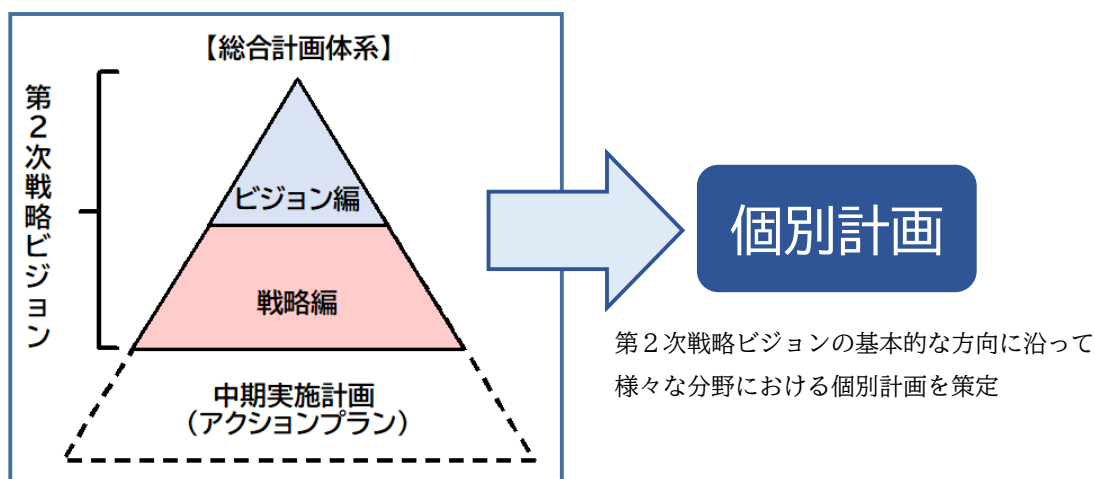 【総合計画体系】
第2次戦略ビジョン
ビジョン編
戦略編
中期実施計画
(アクションプラン)
個別計画
第２次戦略ビジョンの基本的な方向に沿って
様々な分野における個別計画を策定